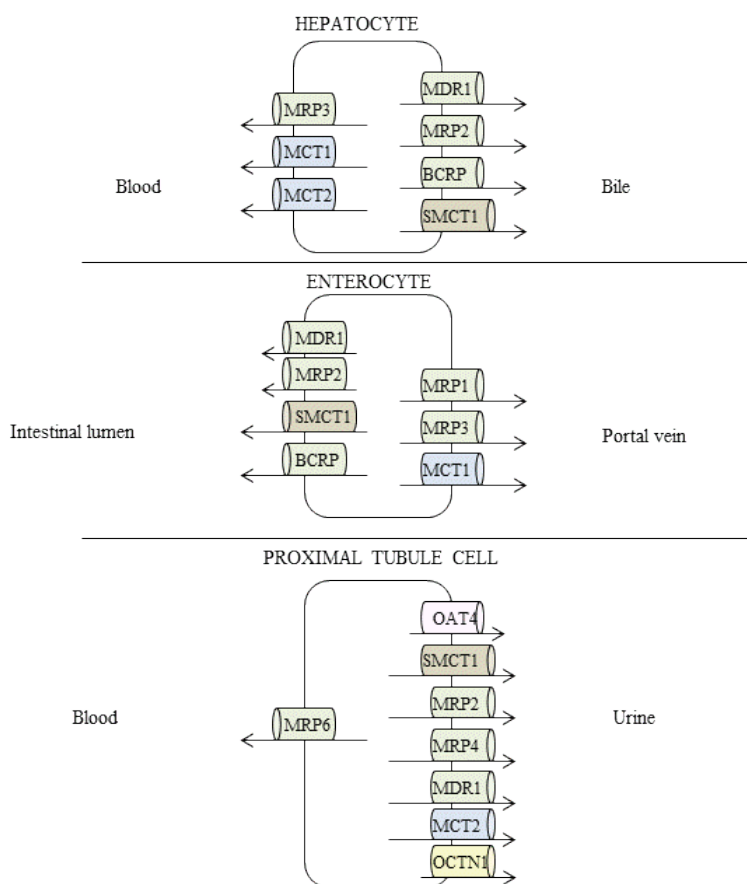 HEPATOCYTE
MDR1
MRP3
MRP2
MCT1
BCRP
Blood
MCT2
Bile
SMCT1
ENTEROCYTE
MDR1
MRP2
MRP1
SMCT1
MRP3
Intestinal lumen
Portal vein
BCRP
MCT1
PROXIMAL TUBULE CELL
OAT4
SMCT1
MRP2
Blood
MRP6
Urine
MRP4
MDR1
MCT2
OCTN1